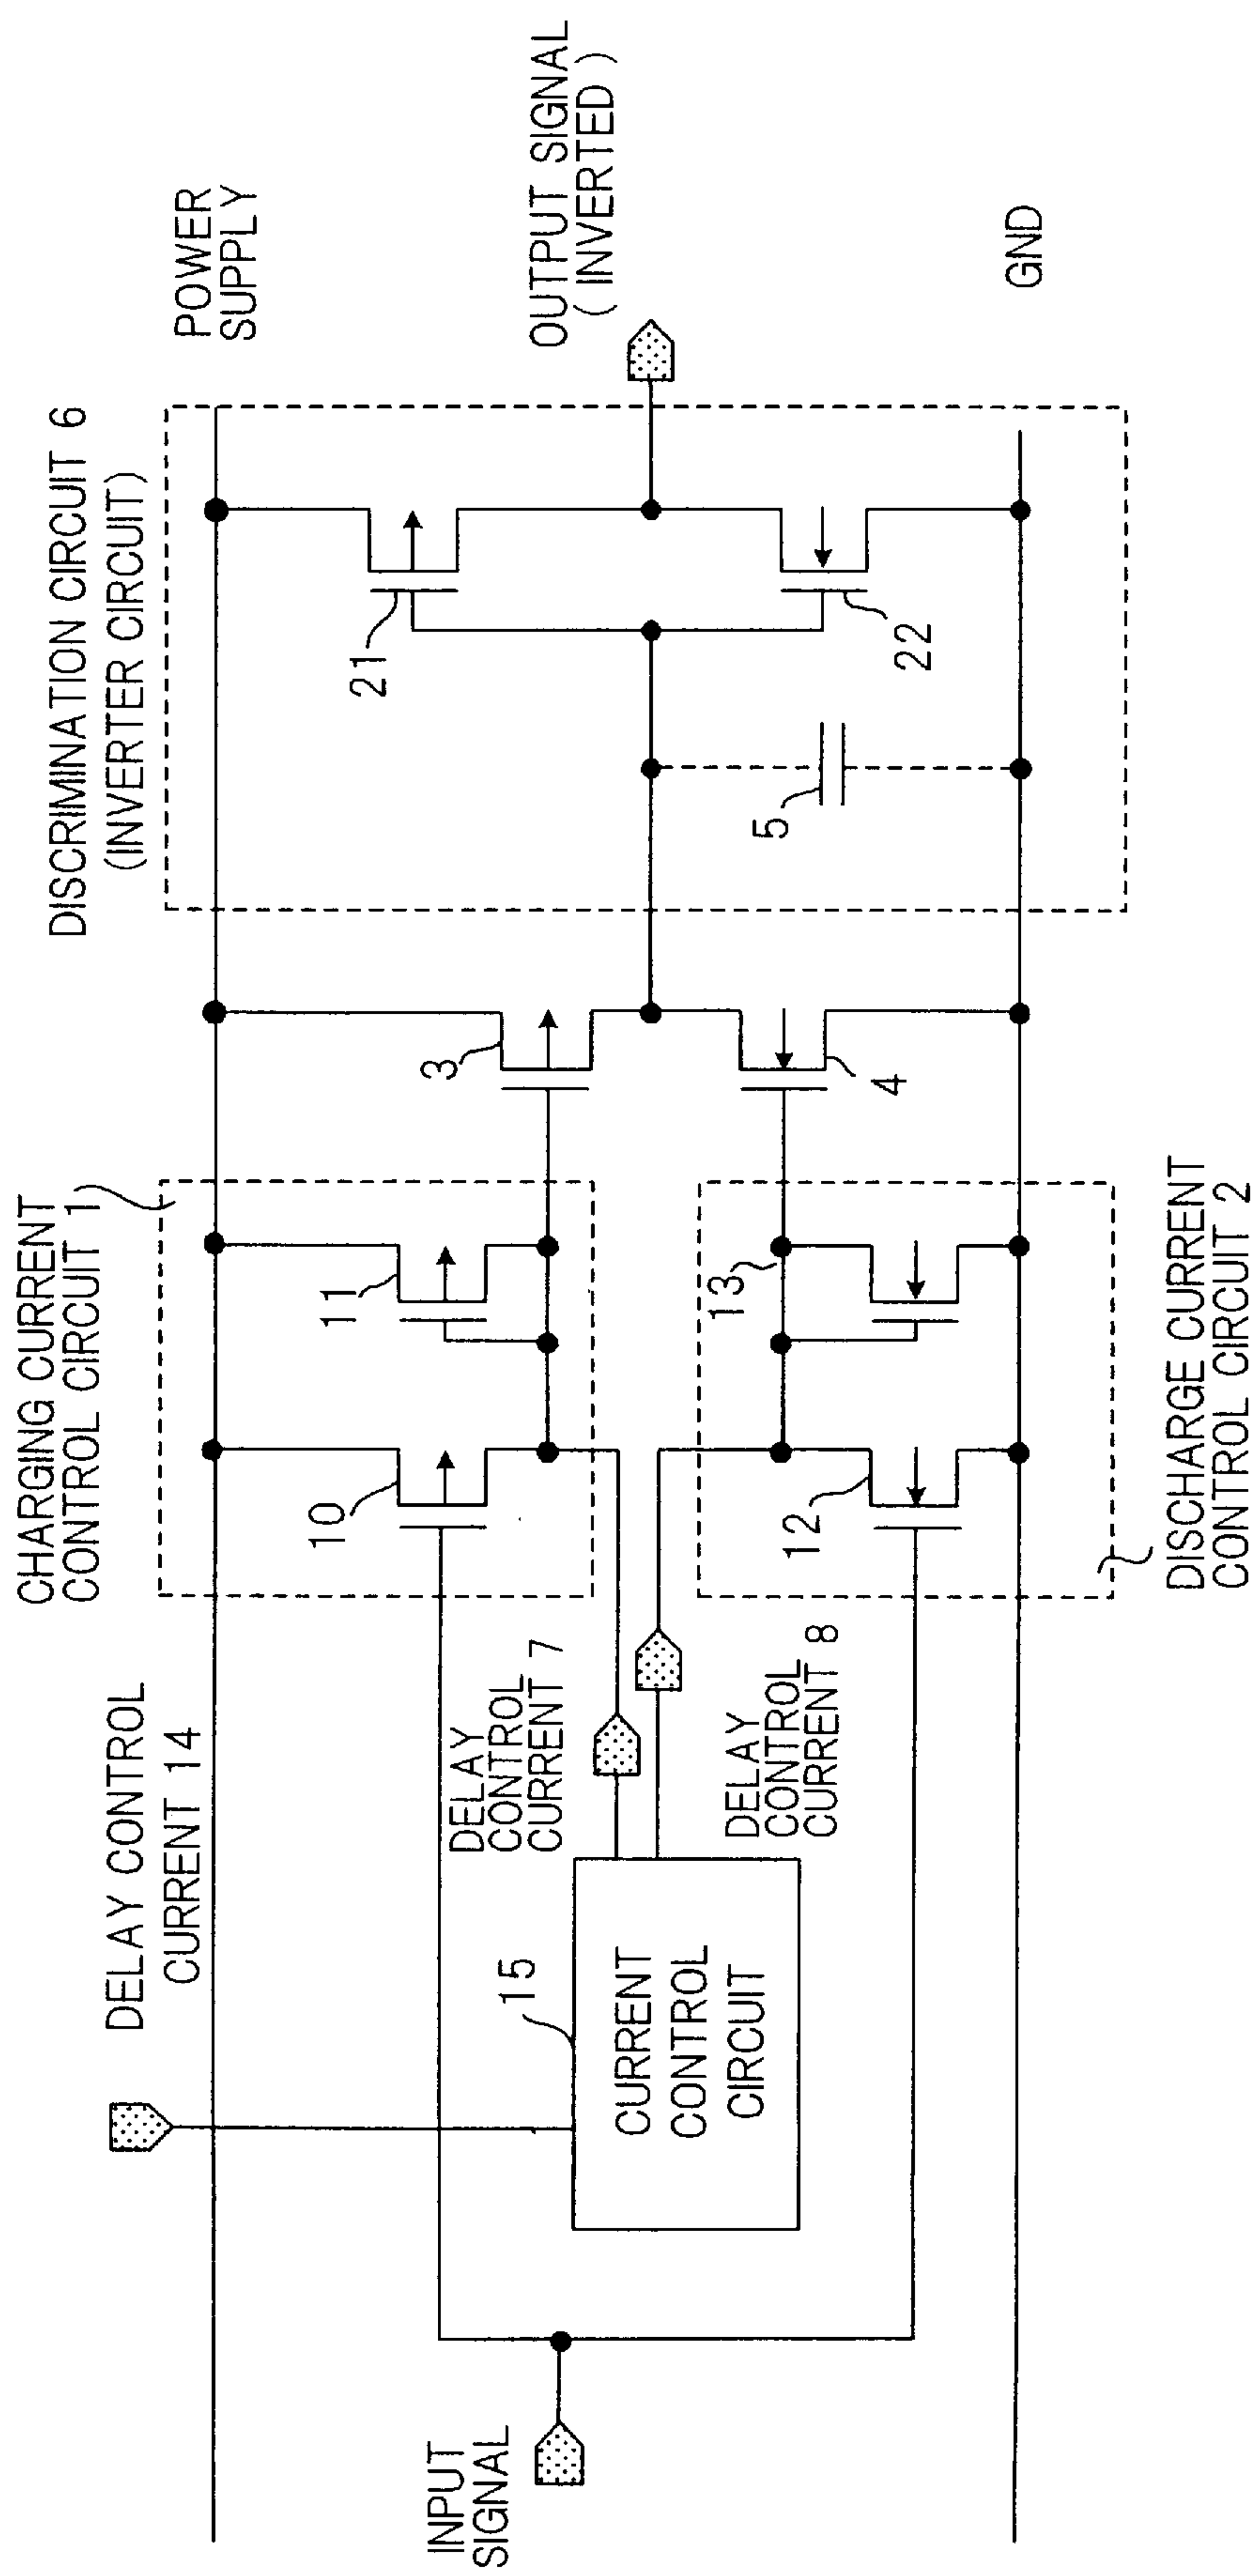 DISCRIMINATION CIRCUIT 6
(INVERTER CIRCUIT)
CHARGING CURRENT
CONTROL CIRCUIT 1
DELAY CONTROL
CURRENT 14
POWER
SUPPLY
10
11
3
21
INPUT
SIGNAL
15
CURRENT
CONTROL
CIRCUIT
DELAY
CONTROL
CURRENT 7
DELAY
CONTROL
CURRENT 8
OUTPUT SIGNAL
( INVERTED )
12
13
4
5
22
GND
DISCHARGE CURRENT
CONTROL CIRCUIT 2